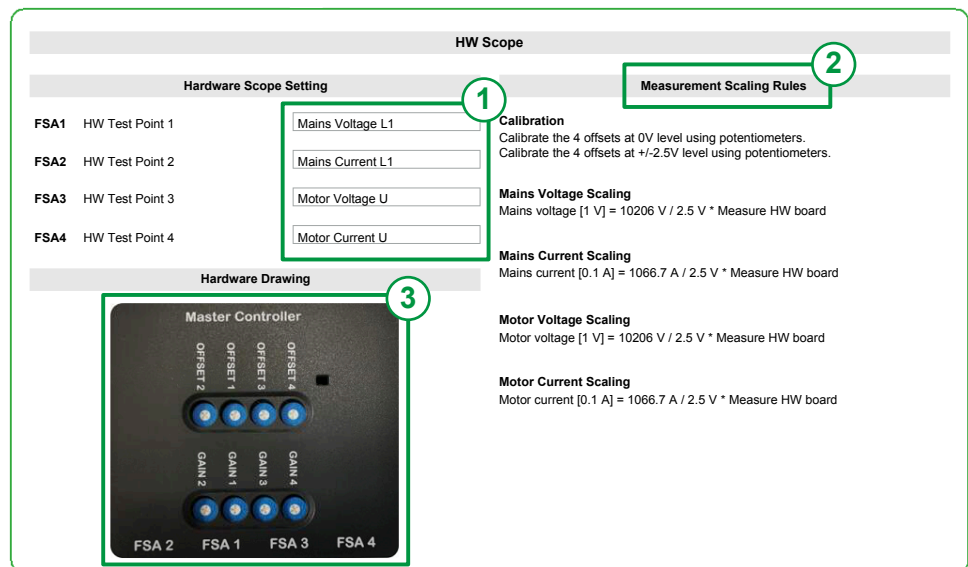 HW Scope
2
Hardware Scope Setting
Measurement Scaling Rules
1
FSA1 HW Test Point 1 Mains Voltage L1
FSA2 HW Test Point 2 Mains Current L1
FSA3 HW Test Point 3 Motor Voltage U
FSA4 HW Test Point 4 Motor Current U
Calibration
Calibrate the 4 offsets at 0V level using potentiometers.
Calibrate the 4 offsets at +/-2.5V level using potentiometers.
Mains Voltage Scaling
Mains voltage [1 V] = 10206 V / 2.5 V * Measure HW board
Mains Current Scaling
Mains current [0.1 A] = 1066.7 A / 2.5 V * Measure HW board
Motor Voltage Scaling
Motor voltage [1 V] = 10206 V / 2.5 V * Measure HW board
Motor Current Scaling
Motor current [0.1 A] = 1066.7 A / 2.5 V * Measure HW board
Hardware Drawing
3
Master Controller
OFFSET 2 OFFSET 1 OFFSET 3 OFFSET 4
GAIN 2 GAIN 1 GAIN 3 GAIN 4
FSA 2 FSA 1 FSA 3 FSA 4